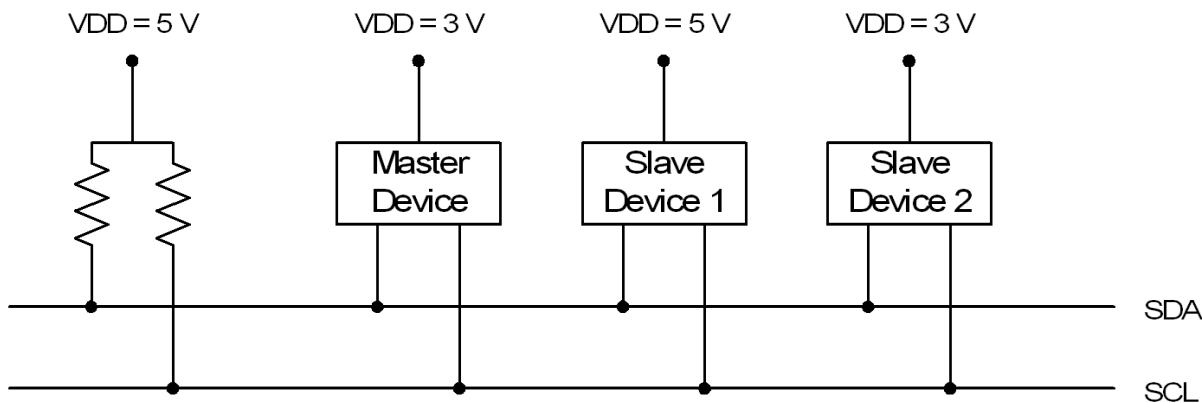 VDD = 5 V VDD = 3 V VDD = 5 V VDD = 3 V
Master Device
Slave Device 1
Slave Device 2
SDA
SCL